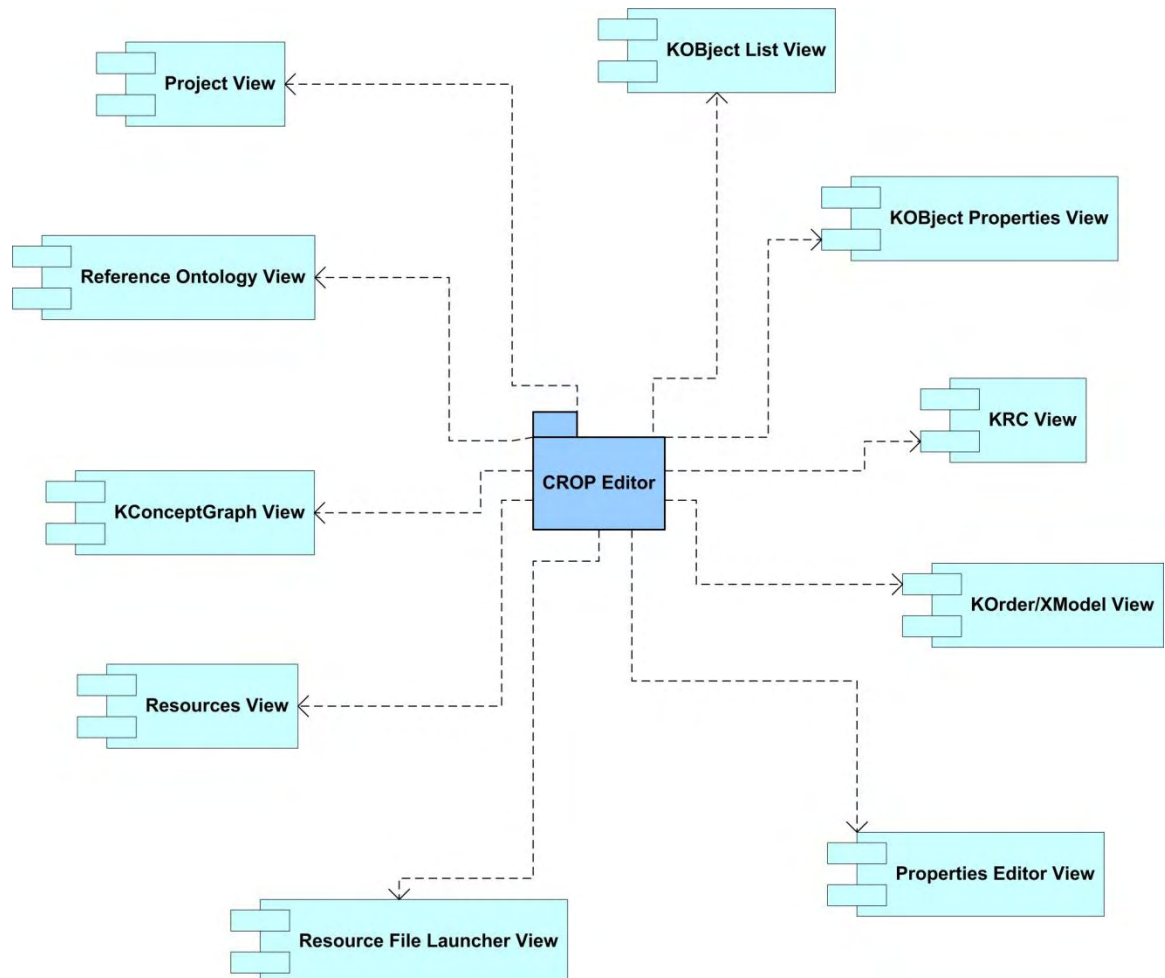 KOBject List View
Project View
KOBject Properties View
Reference Ontology View
KRC View
CROP Editor
KConceptGraph View
KOrder/XModel View
Resources View
Properties Editor View
Resource File Launcher View